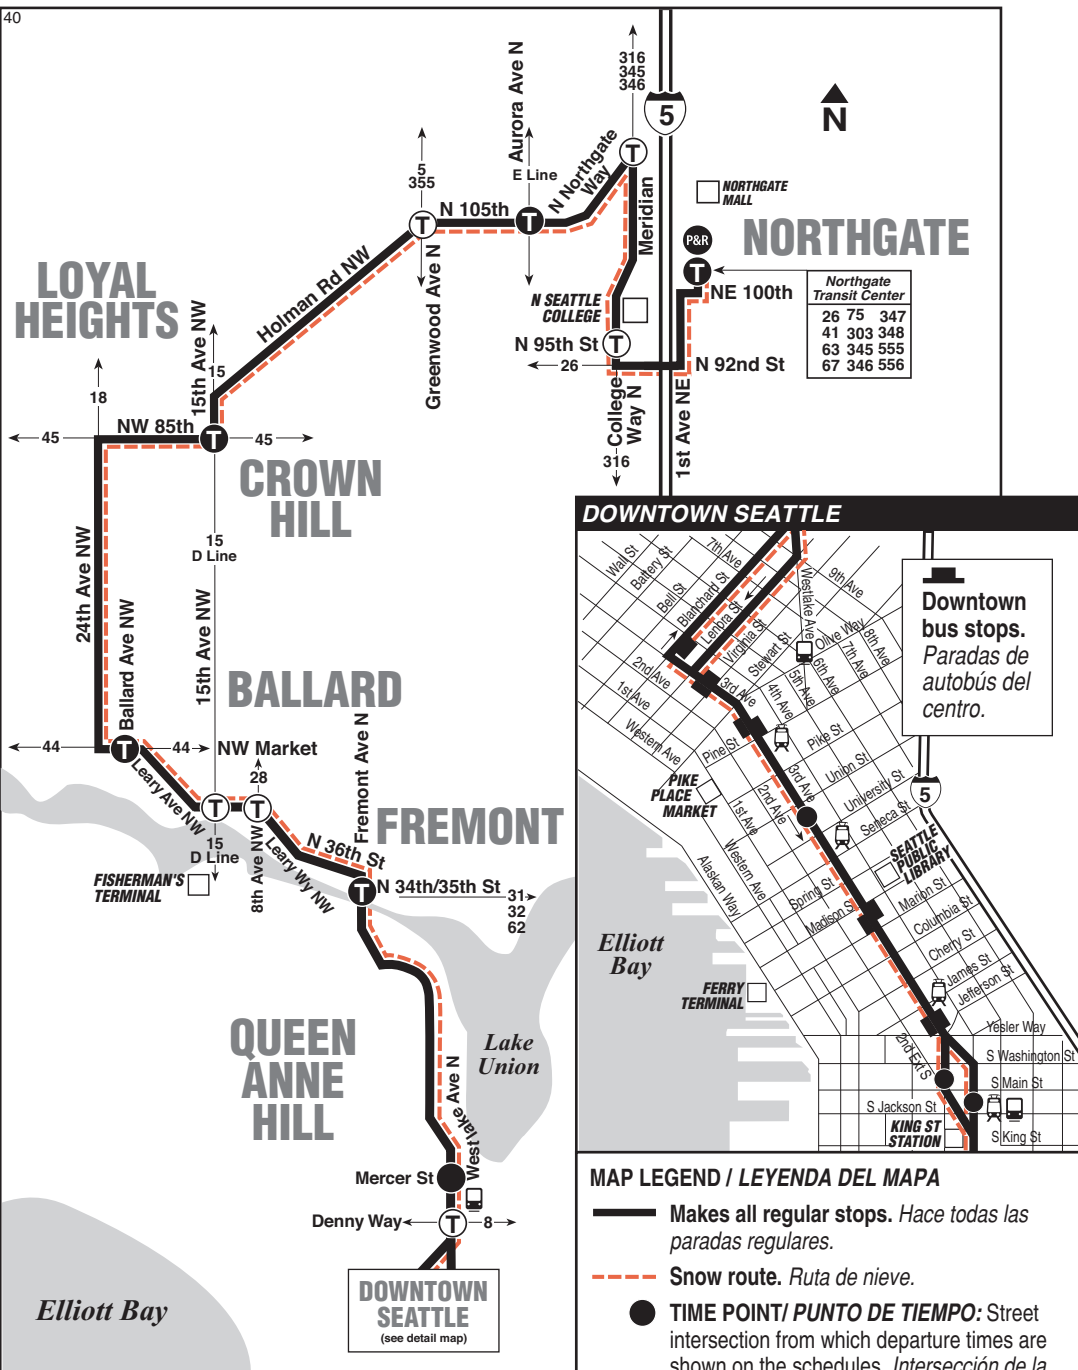 40
316
345
346
5
N
Aurora Ave N
E Line
5
355
N 105th
N Northgate
Way
Meridian
NORTHGATE
MALL
P&R
T
NORTHGATE
NE 100th
Northgate
Transit Center
26 75 347
41 303 348
63 345 555
67 346 556
LOYAL
HEIGHTS
Holman Rd NW
Greenwood Ave N
N SEATTLE
COLLEGE
N 95th St
T
26
N 92nd St
College
Way N
1st Ave NE
316
15th Ave NW
15
18
45
NW 85th
T
45
CROWN
HILL
15
D Line
24th Ave NW
Ballard Ave NW
15th Ave NW
BALLARD
44
T
44
NW Market
28
Leary Ave NW
T
T
15
D Line
8th Ave NW
Leary Wy NW
Fremont Ave N
FREMONT
N 36th St
T
N 34th/35th St
31
32
62
FISHERMAN'S
TERMINAL
QUEEN
ANNE
HILL
Lake
Union
Westlake Ave N
Mercer St
Denny Way
T
8
DOWNTOWN
SEATTLE
(see detail map)
Elliott Bay
DOWNTOWN SEATTLE
Wall St
Battery St
Bell St
Blanchard St
Lenora St
Virginia St
Stewart St
Olive Way
7th Ave
Westlake Ave
9th Ave
8th Ave
7th Ave
6th Ave
5th Ave
4th Ave
3rd Ave
2nd Ave
1st Ave
Western Ave
Pine St
Pike St
Union St
University St
Seneca St
PIKE
PLACE
MARKET
3rd Ave
2nd Ave
1st Ave
Western Ave
Alaskan Way
5
SEATTLE
PUBLIC
LIBRARY
Spring St
Madison S
Marion St
Columbia St
Cherry St
James St
Jefferson St
Elliott
Bay
FERRY
TERMINAL
Yesler Way
2nd Ext S
S Washington St
S Main St
S Jackson St
KING ST
STATION
S King St
Downtown
bus stops.
Paradas de
autobús del
centro.
MAP LEGEND / LEYENDA DEL MAPA
Makes all regular stops. Hace todas las
paradas regulares.
Snow route. Ruta de nieve.
TIME POINT/ PUNTO DE TIEMPO: Street
intersection from which departure times are
shown on the schedules. Intersección de la